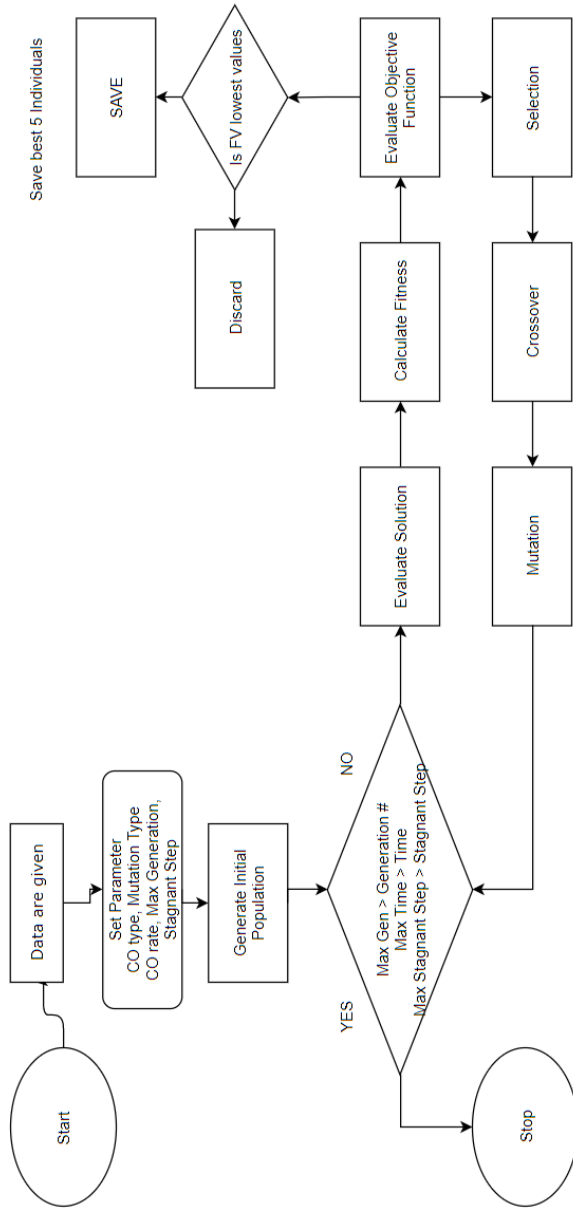 Start
Data are given
Set Parameter
CO type, Mutation Type
CO rate, Max Generation,
Stagnant Step
Generate Initial
Population
Max Gen > Generation #
Max Time > Time
Max Stagnant Step > Stagnant Step
YES
NO
Stop
Evaluate Solution
Calculate Fitness
Evaluate Objective
Function
Is FV lowest values
SAVE
Save best 5 Individuals
Discard
Selection
Crossover
Mutation